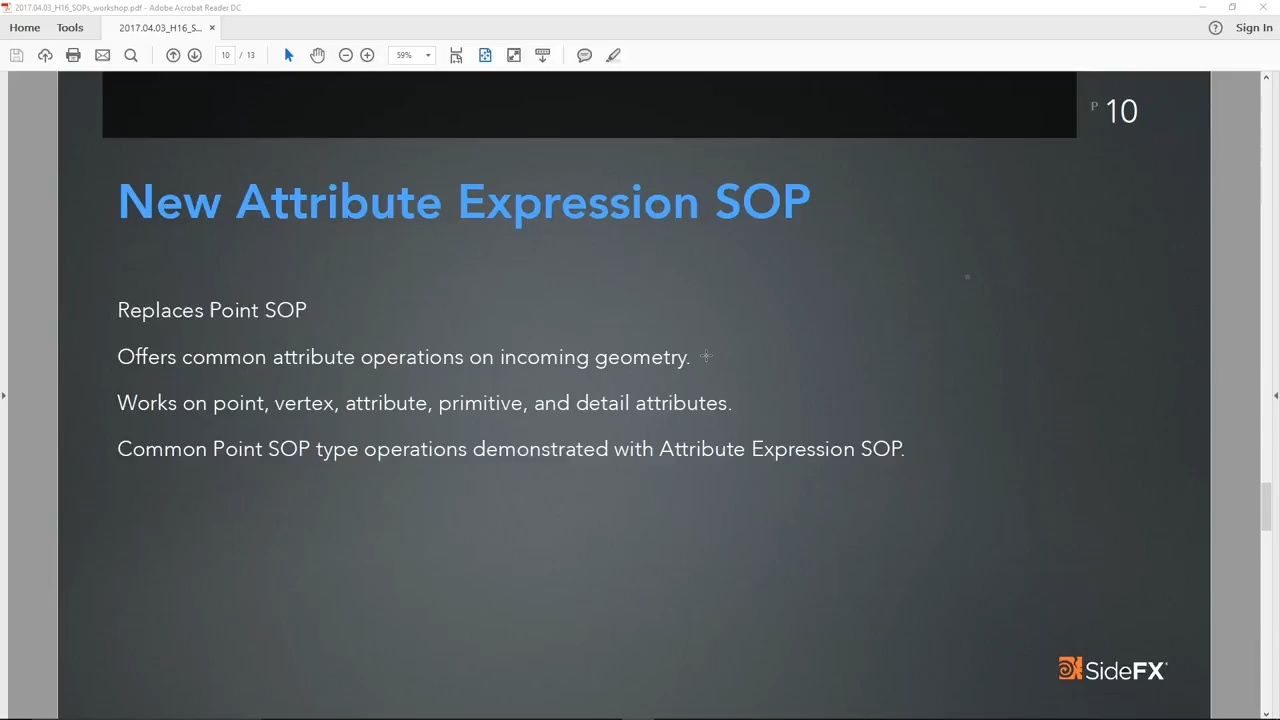 2017.04.03_H16_SOPs_workshop.pdf - Adobe Acrobat Reader DC
Home Tools 2017.04.03_H16_S... × Sign In
10 / 13 59%
P 10
New Attribute Expression SOP
Replaces Point SOP
Offers common attribute operations on incoming geometry.
Works on point, vertex, attribute, primitive, and detail attributes.
Common Point SOP type operations demonstrated with Attribute Expression SOP.
SideFX